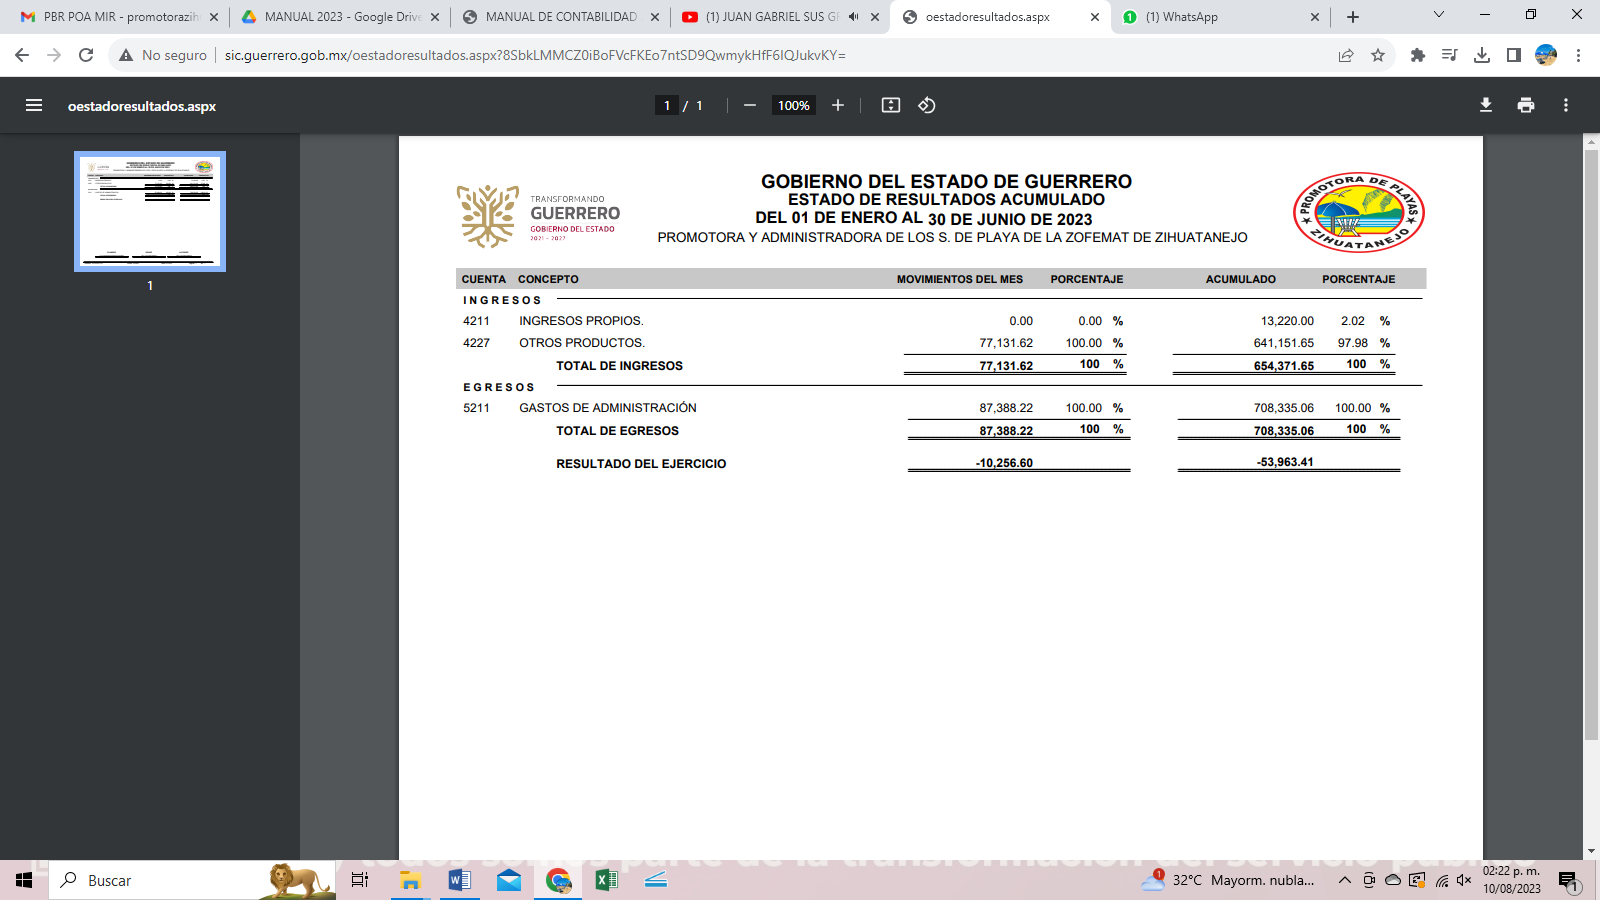 PBR POA MIR - promotorazih
MANUAL 2023 - Google Drive
MANUAL DE CONTABILIDAD
(1) JUAN GABRIEL SUS GR
oestadoresultados.aspx
(1) WhatsApp
No seguro
sic.guerrero.gob.mx/oestadoresultados.aspx?8SbkLMMCZ0iBoFVcFKEo7ntSD9QwmykHfF6IQJukvKY=
oestadoresultados.aspx
1 / 1
100%
1
TRANSFORMANDO
GUERRERO
GOBIERNO DEL ESTADO
2021 - 2027
GOBIERNO DEL ESTADO DE GUERRERO
ESTADO DE RESULTADOS ACUMULADO
DEL 01 DE ENERO AL 30 DE JUNIO DE 2023
PROMOTORA Y ADMINISTRADORA DE LOS S. DE PLAYA DE LA ZOFEMAT DE ZIHUATANEJO
PROMOTORA DE PLAYAS
ZIHUATANEJO
CUENTA CONCEPTO MOVIMIENTOS DEL MES PORCENTAJE ACUMULADO PORCENTAJE
INGRESOS
4211 INGRESOS PROPIOS. 0.00 0.00 % 13,220.00 2.02 %
4227 OTROS PRODUCTOS. 77,131.62 100.00 % 641,151.65 97.98 %
TOTAL DE INGRESOS 77,131.62 100 % 654,371.65 100 %
EGRESOS
5211 GASTOS DE ADMINISTRACIÓN 87,388.22 100.00 % 708,335.06 100.00 %
TOTAL DE EGRESOS 87,388.22 100 % 708,335.06 100 %
RESULTADO DEL EJERCICIO -10,256.60 -53,963.41
Buscar
1
32°C Mayorm. nubla...
02:22 p. m.
10/08/2023
1